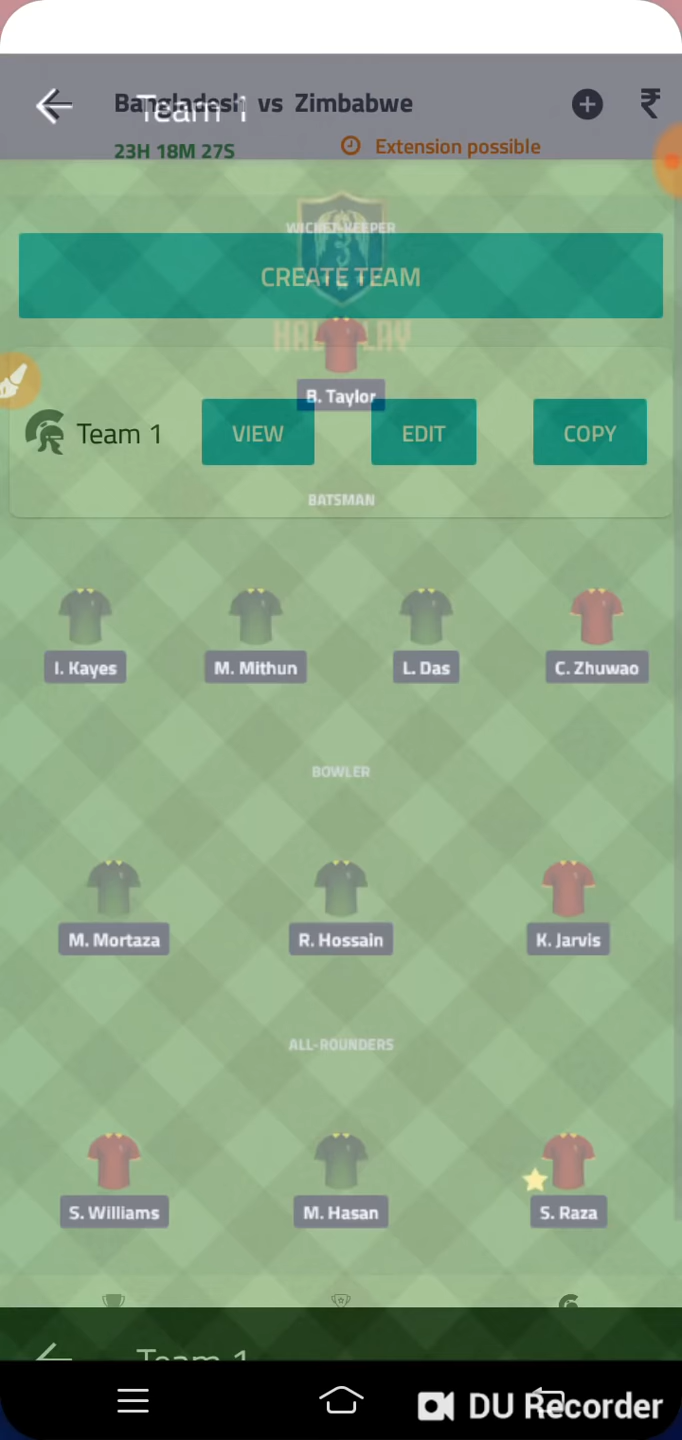 Bangladesh vs Zimbabwe
Team 1
23H 18M 27S Extension possible
WICKET-KEEPER
CREATE TEAM
HALAPLAY
B. Taylor
Team 1 VIEW EDIT COPY
BATSMAN
I. Kayes M. Mithun L. Das C. Zhuwao
BOWLER
M. Mortaza R. Hossain K. Jarvis
ALL-ROUNDERS
S. Williams M. Hasan S. Raza
Team 1
DU Recorder